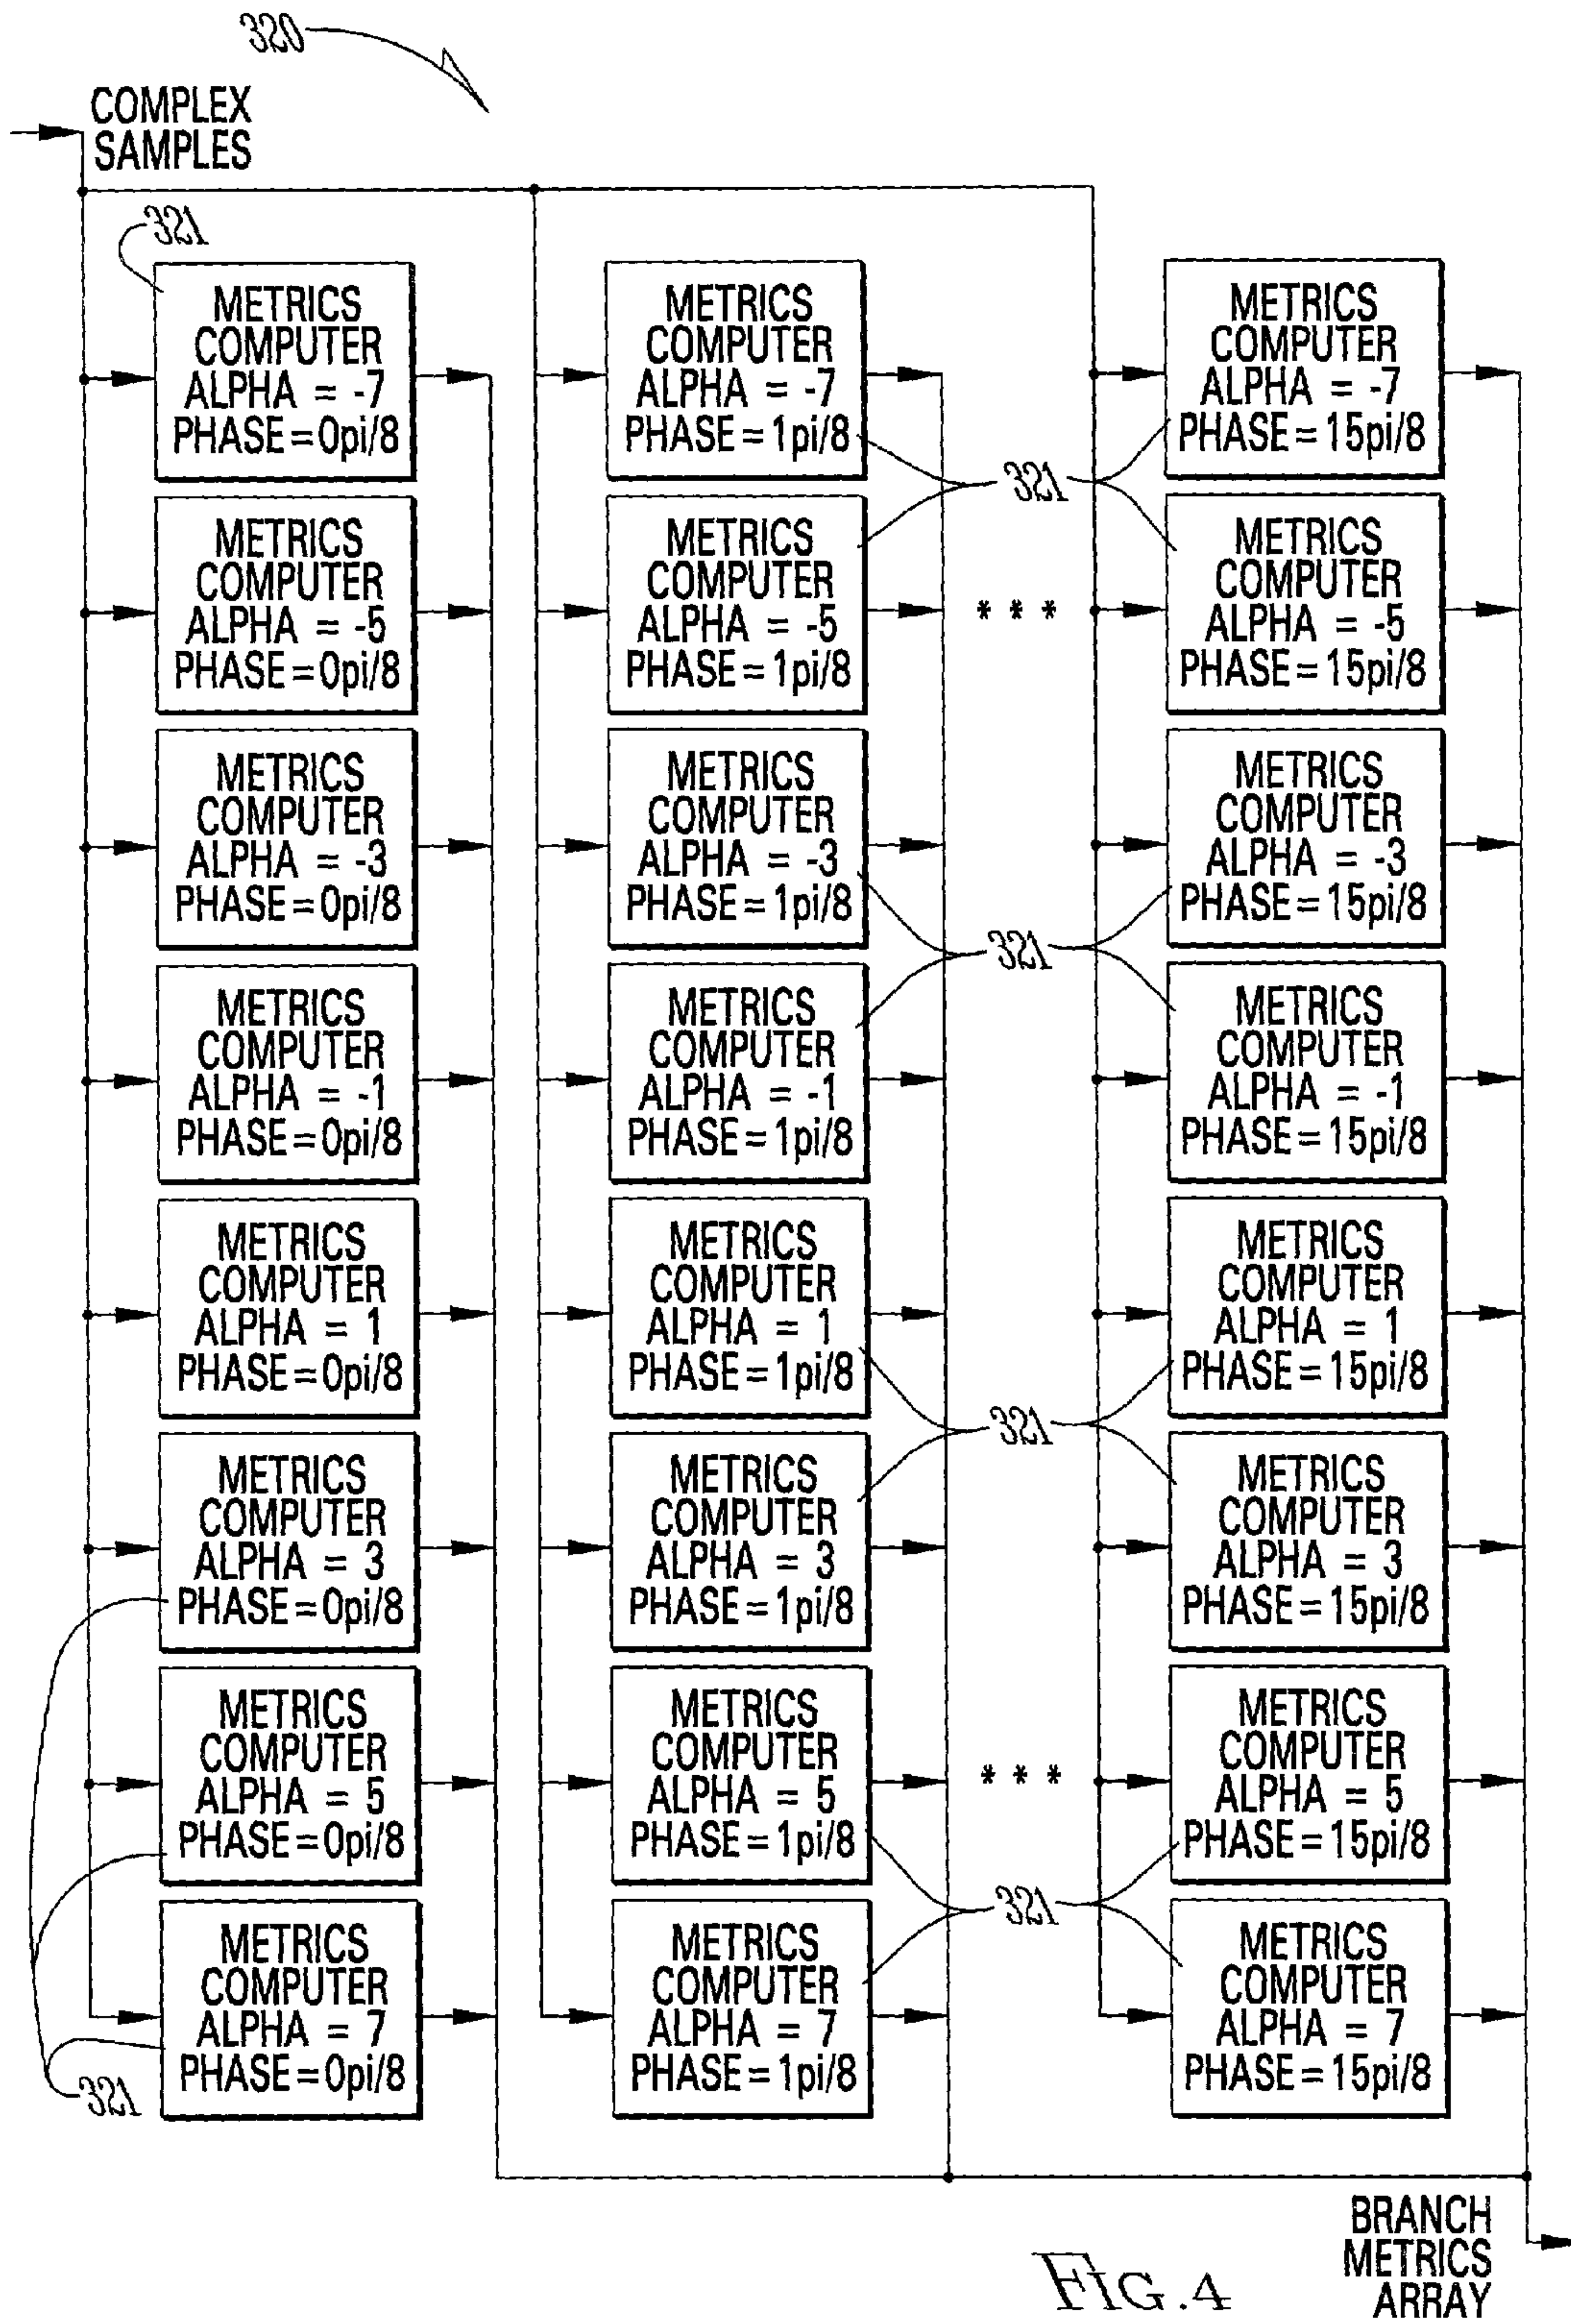 320
COMPLEX
SAMPLES
321
METRICS
COMPUTER
ALPHA = -7
PHASE = 0pi/8
METRICS
COMPUTER
ALPHA = -7
PHASE = 1pi/8
METRICS
COMPUTER
ALPHA = -7
PHASE = 15pi/8
321
METRICS
COMPUTER
ALPHA = -5
PHASE = 0pi/8
METRICS
COMPUTER
ALPHA = -5
PHASE = 1pi/8
* * *
METRICS
COMPUTER
ALPHA = -5
PHASE = 15pi/8
METRICS
COMPUTER
ALPHA = -3
PHASE = 0pi/8
METRICS
COMPUTER
ALPHA = -3
PHASE = 1pi/8
METRICS
COMPUTER
ALPHA = -3
PHASE = 15pi/8
321
METRICS
COMPUTER
ALPHA = -1
PHASE = 0pi/8
METRICS
COMPUTER
ALPHA = -1
PHASE = 1pi/8
METRICS
COMPUTER
ALPHA = -1
PHASE = 15pi/8
METRICS
COMPUTER
ALPHA = 1
PHASE = 0pi/8
METRICS
COMPUTER
ALPHA = 1
PHASE = 1pi/8
METRICS
COMPUTER
ALPHA = 1
PHASE = 15pi/8
321
METRICS
COMPUTER
ALPHA = 3
PHASE = 0pi/8
METRICS
COMPUTER
ALPHA = 3
PHASE = 1pi/8
METRICS
COMPUTER
ALPHA = 3
PHASE = 15pi/8
METRICS
COMPUTER
ALPHA = 5
PHASE = 0pi/8
METRICS
COMPUTER
ALPHA = 5
PHASE = 1pi/8
* * *
METRICS
COMPUTER
ALPHA = 5
PHASE = 15pi/8
321
METRICS
COMPUTER
ALPHA = 7
PHASE = 0pi/8
METRICS
COMPUTER
ALPHA = 7
PHASE = 1pi/8
METRICS
COMPUTER
ALPHA = 7
PHASE = 15pi/8
321
BRANCH
METRICS
ARRAY
FIG. 4